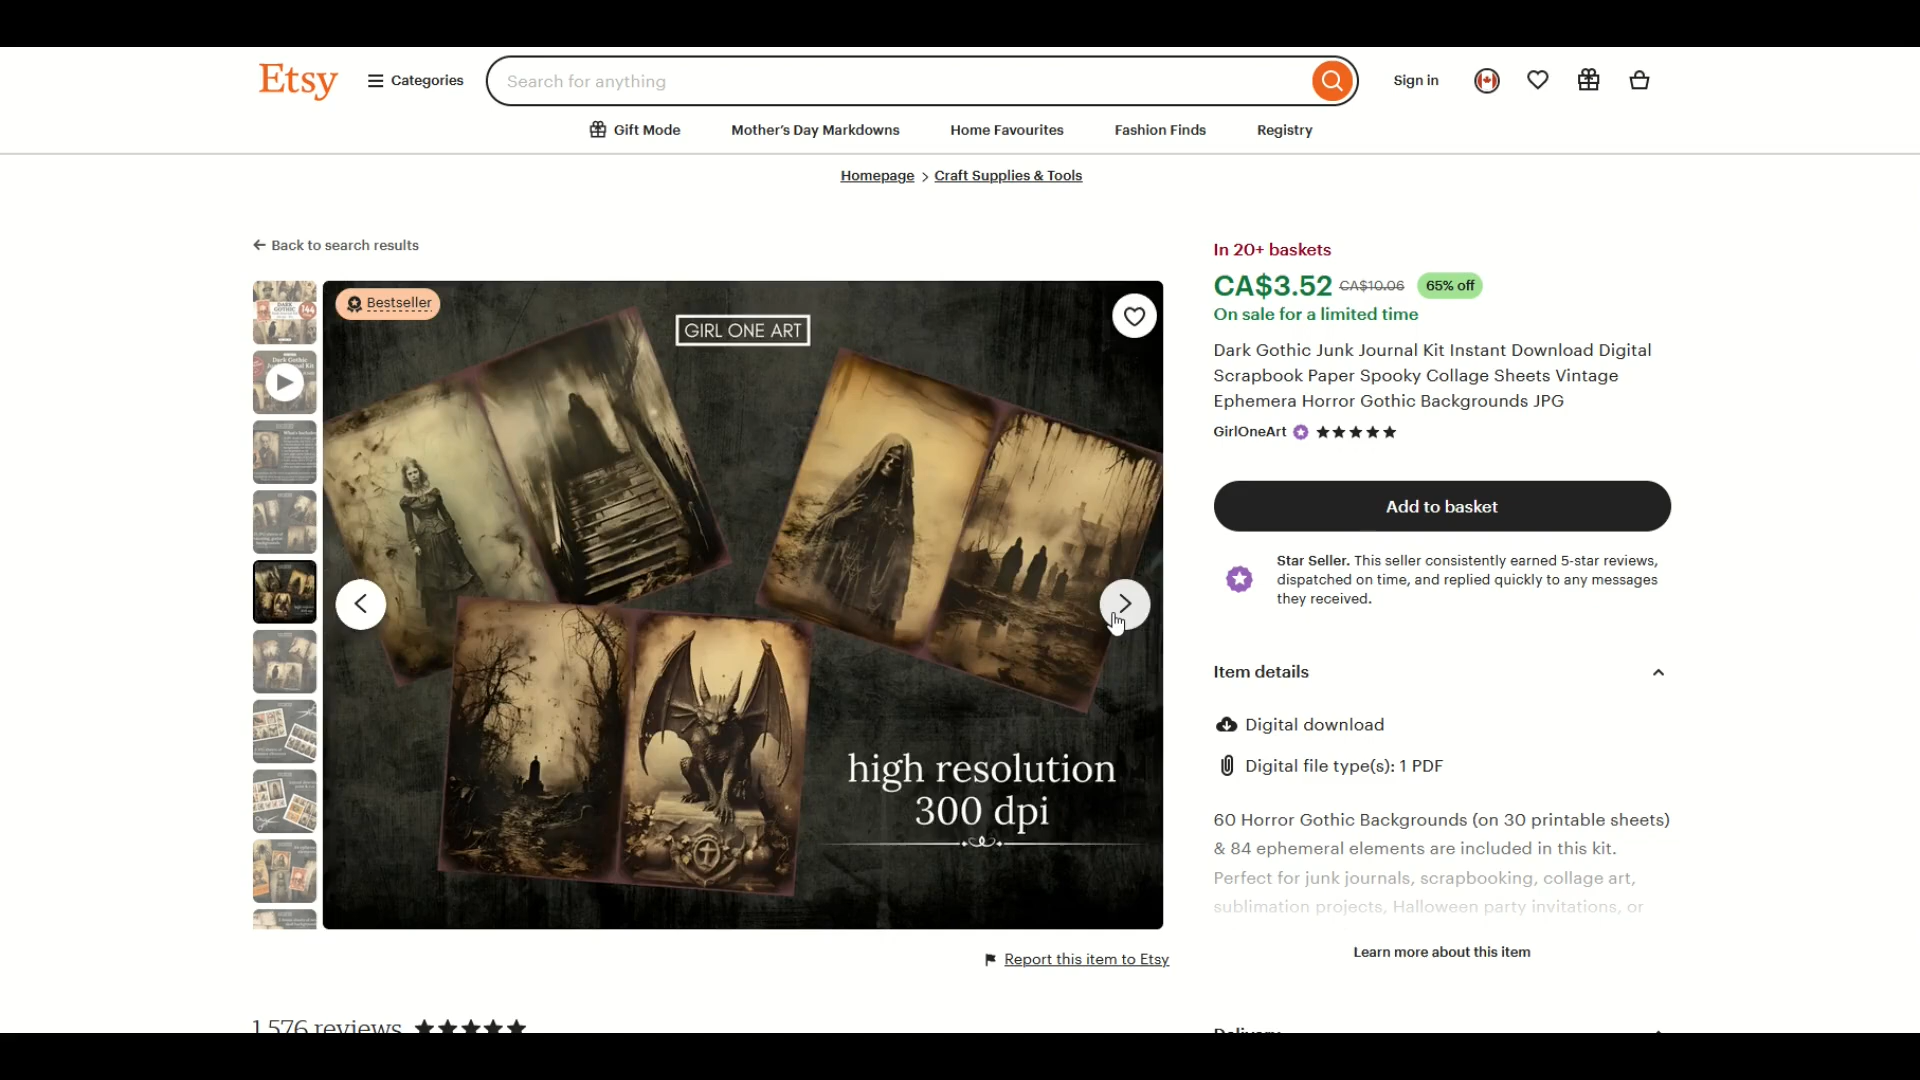 Etsy
Categories
Search for anything
Sign in
Gift Mode
Mother's Day Markdowns
Home Favourites
Fashion Finds
Registry
Homepage > Craft Supplies & Tools
Back to search results
Bestseller
GIRL ONE ART
high resolution
300 dpi
Report this item to Etsy
1,576 reviews
In 20+ baskets
CA$3.52 CA$10.06 65% off
On sale for a limited time
Dark Gothic Junk Journal Kit Instant Download Digital
Scrapbook Paper Spooky Collage Sheets Vintage
Ephemera Horror Gothic Backgrounds JPG
GirlOneArt
Add to basket
Star Seller. This seller consistently earned 5-star reviews,
dispatched on time, and replied quickly to any messages
they received.
Item details
Digital download
Digital file type(s): 1 PDF
60 Horror Gothic Backgrounds (on 30 printable sheets)
& 84 ephemeral elements are included in this kit.
Perfect for junk journals, scrapbooking, collage art,
sublimation projects, Halloween party invitations, or
Learn more about this item
Delivery